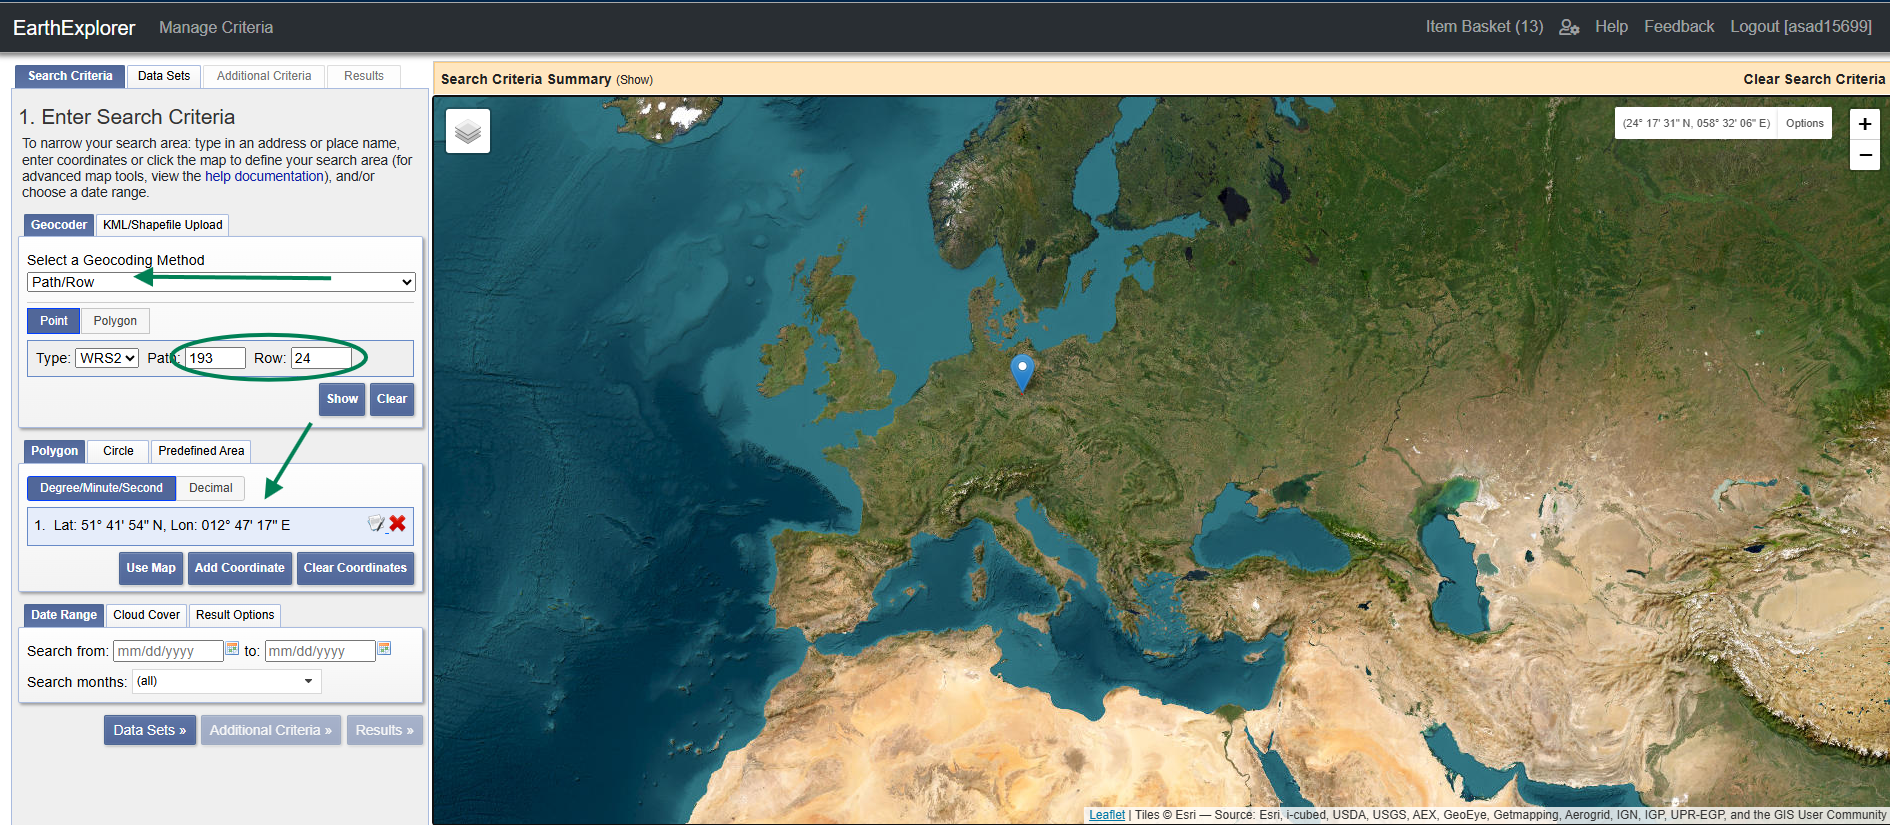 EarthExplorer Manage Criteria Item Basket (13) Help Feedback Logout [asad15699]
Search Criteria Data Sets Additional Criteria Results
Search Criteria Summary (Show) Clear Search Criteria
1. Enter Search Criteria
To narrow your search area: type in an address or place name,
enter coordinates or click the map to define your search area (for
advanced map tools, view the help documentation), and/or
choose a date range.
Geocoder KML/Shapefile Upload
Select a Geocoding Method
Path/Row
Point Polygon
Type: WRS2 Path: 193 Row: 24
Show Clear
Polygon Circle Predefined Area
Degree/Minute/Second Decimal
1. Lat: 51° 41' 54" N, Lon: 012° 47' 17" E
Use Map Add Coordinate Clear Coordinates
Date Range Cloud Cover Result Options
Search from: mm/dd/yyyy to: mm/dd/yyyy
Search months: (all)
Data Sets » Additional Criteria » Results »
(24° 17' 31" N, 058° 32' 06" E) Options
+
−
Leaflet | Tiles © Esri — Source: Esri, i-cubed, USDA, USGS, AEX, GeoEye, Getmapping, Aerogrid, IGN, IGP, UPR-EGP, and the GIS User Community